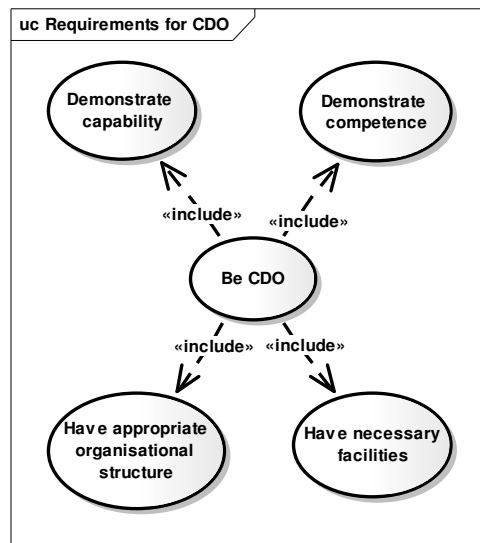 uc Requirements for CDO
Demonstrate
capability
Demonstrate
competence
«include»
«include»
Be CDO
«include»
«include»
Have appropriate
organisational
structure
Have necessary
facilities